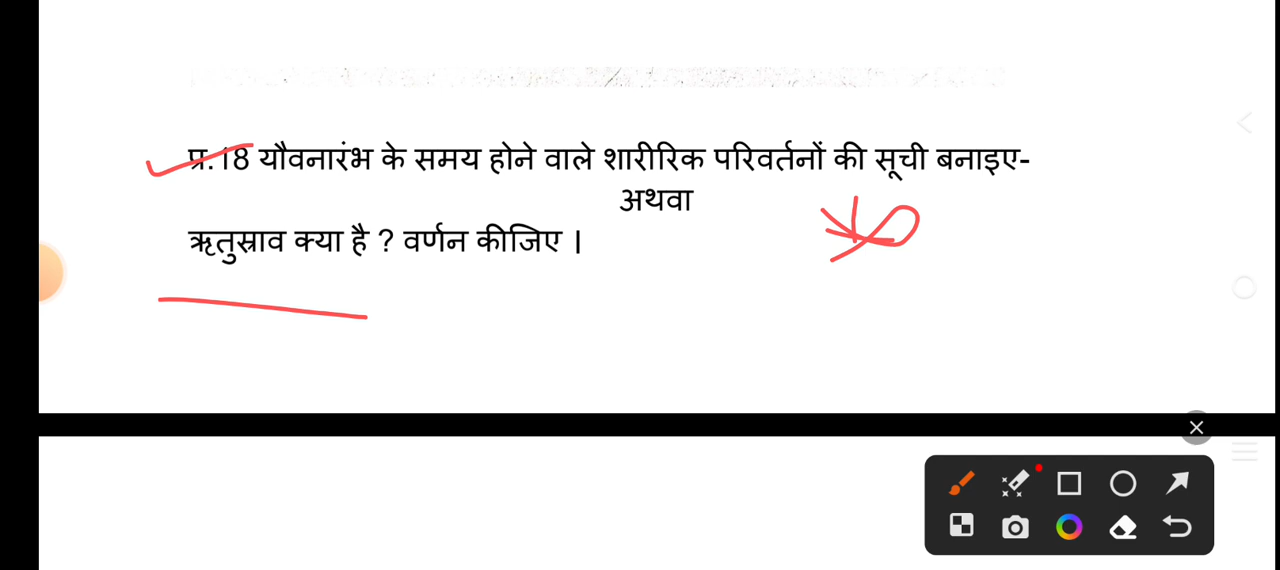 प्र.18 यौवनारंभ के समय होने वाले शारीरिक परिवर्तनों की सूची बनाइए-
अथवा
ऋतुस्राव क्या है ? वर्णन कीजिए ।